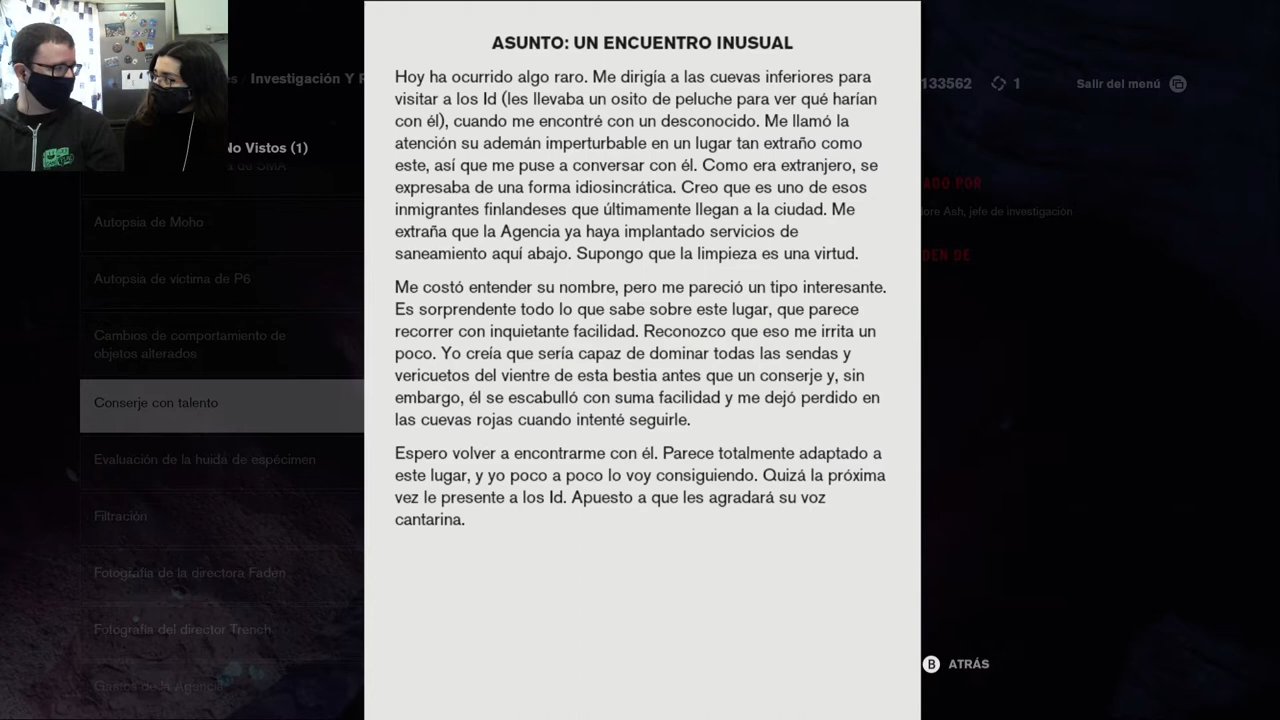 ASUNTO: UN ENCUENTRO INUSUAL
Hoy ha ocurrido algo raro. Me dirigía a las cuevas inferiores para
visitar a los Id (les llevaba un osito de peluche para ver qué harían
con él), cuando me encontré con un desconocido. Me llamó la
atención su ademán imperturbable en un lugar tan extraño como
este, así que me puse a conversar con él. Como era extranjero, se
expresaba de una forma idiosincrática. Creo que es uno de esos
inmigrantes finlandeses que últimamente llegan a la ciudad. Me
extraña que la Agencia ya haya implantado servicios de
saneamiento aquí abajo. Supongo que la limpieza es una virtud.
Me costó entender su nombre, pero me pareció un tipo interesante.
Es sorprendente todo lo que sabe sobre este lugar, que parece
recorrer con inquietante facilidad. Reconozco que eso me irrita un
poco. Yo creía que sería capaz de dominar todas las sendas y
vericuetos del vientre de esta bestia antes que un conserje y, sin
embargo, él se escabulló con suma facilidad y me dejó perdido en
las cuevas rojas cuando intenté seguirle.
Espero volver a encontrarme con él. Parece totalmente adaptado a
este lugar, y yo poco a poco lo voy consiguiendo. Quizá la próxima
vez le presente a los Id. Apuesto a que les agradará su voz
cantarina.
/ Investigación Y P
No Vistos (1)
a de SMA
Autopsia de Moho
Autopsia de víctima de P6
Cambios de comportamiento de
objetos alterados
Conserje con talento
Evaluación de la huida de espécimen
Filtración
Fotografía de la directora Faden
Fotografía del director Trench
Gastos de la Agencia
133562
1
Salir del menú
ADO POR
ore Ash, jefe de investigación
DEN DE
B ATRÁS